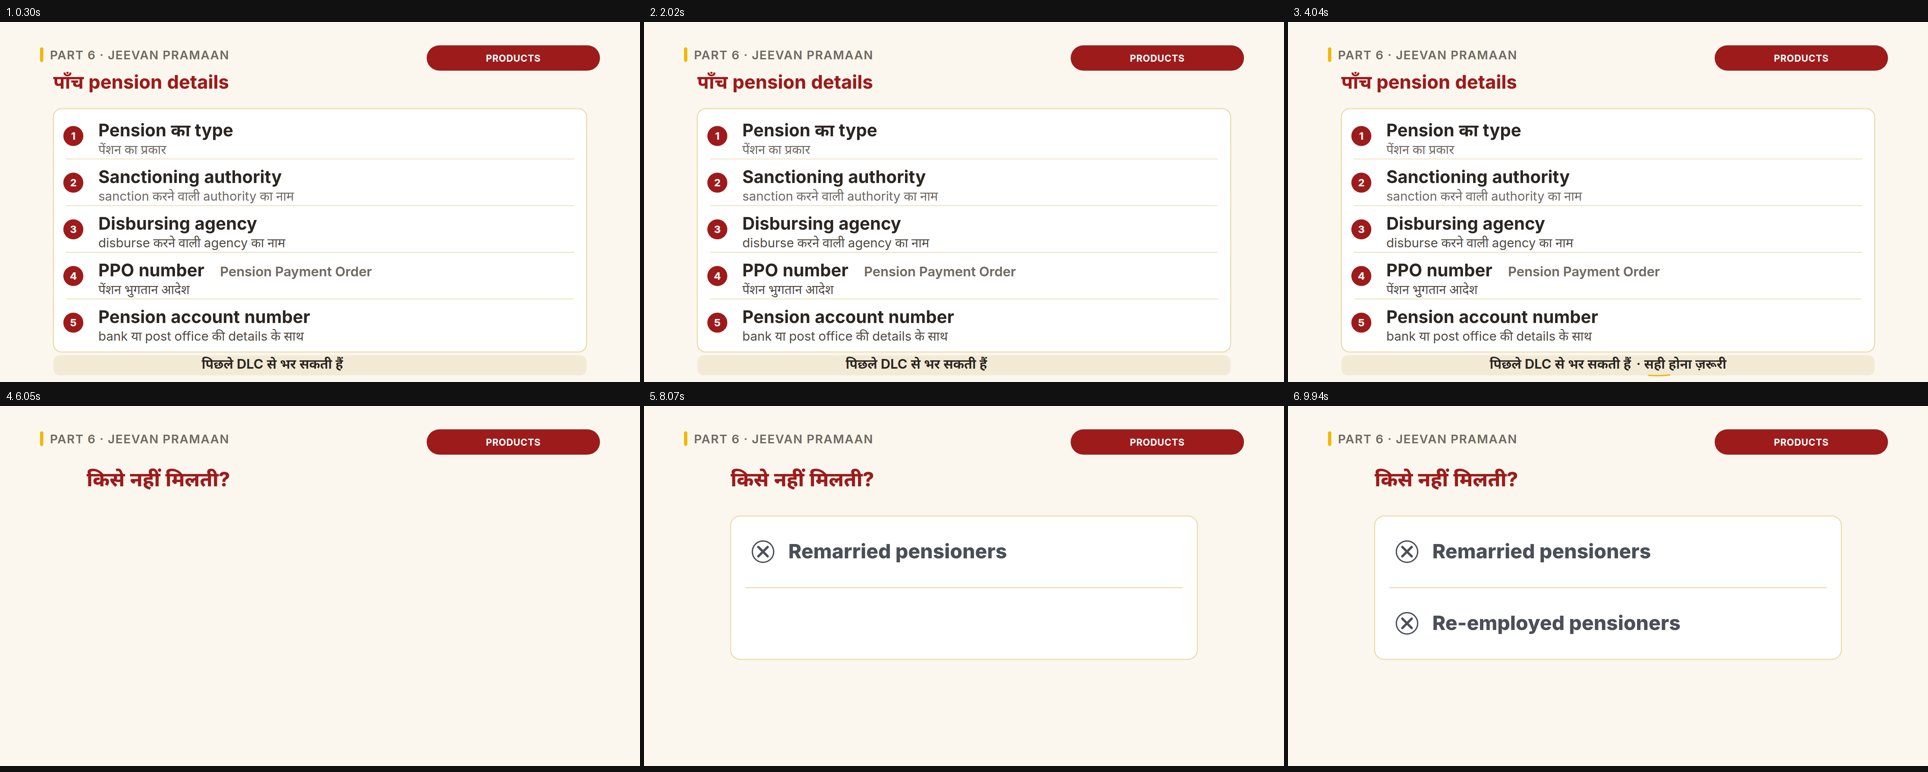 1. 0.30s
PART 6 · JEEVAN PRAMAAN
PRODUCTS
पाँच pension details
1 Pension का type
पेंशन का प्रकार
2 Sanctioning authority
sanction करने वाली authority का नाम
3 Disbursing agency
disburse करने वाली agency का नाम
4 PPO number Pension Payment Order
पेंशन भुगतान आदेश
5 Pension account number
bank या post office की details के साथ
पिछले DLC से भर सकती हैं
2. 2.02s
PART 6 · JEEVAN PRAMAAN
PRODUCTS
पाँच pension details
1 Pension का type
पेंशन का प्रकार
2 Sanctioning authority
sanction करने वाली authority का नाम
3 Disbursing agency
disburse करने वाली agency का नाम
4 PPO number Pension Payment Order
पेंशन भुगतान आदेश
5 Pension account number
bank या post office की details के साथ
पिछले DLC से भर सकती हैं
3. 4.04s
PART 6 · JEEVAN PRAMAAN
PRODUCTS
पाँच pension details
1 Pension का type
पेंशन का प्रकार
2 Sanctioning authority
sanction करने वाली authority का नाम
3 Disbursing agency
disburse करने वाली agency का नाम
4 PPO number Pension Payment Order
पेंशन भुगतान आदेश
5 Pension account number
bank या post office की details के साथ
पिछले DLC से भर सकती हैं · सही होना ज़रूरी
4. 6.05s
PART 6 · JEEVAN PRAMAAN
PRODUCTS
किसे नहीं मिलती?
5. 8.07s
PART 6 · JEEVAN PRAMAAN
PRODUCTS
किसे नहीं मिलती?
Remarried pensioners
6. 9.94s
PART 6 · JEEVAN PRAMAAN
PRODUCTS
किसे नहीं मिलती?
Remarried pensioners
Re-employed pensioners